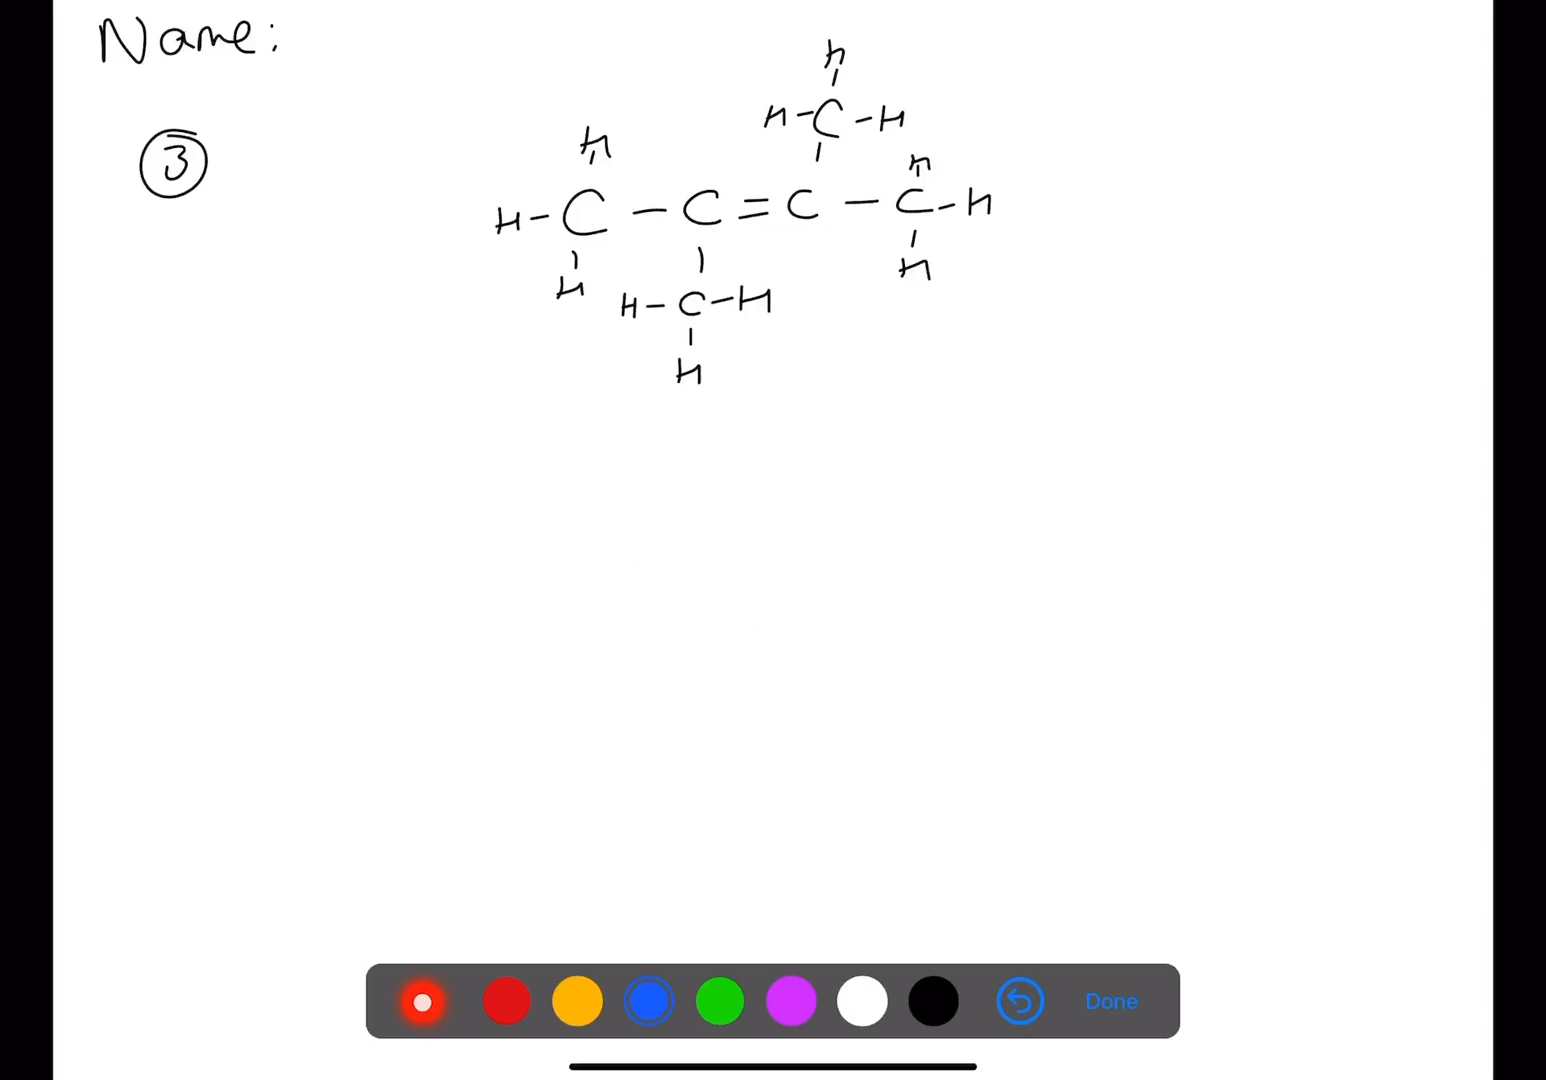 Name:
③
H
H-C-H
H H
H-C-C=C-C-H
H H
H-C-H
H
Done